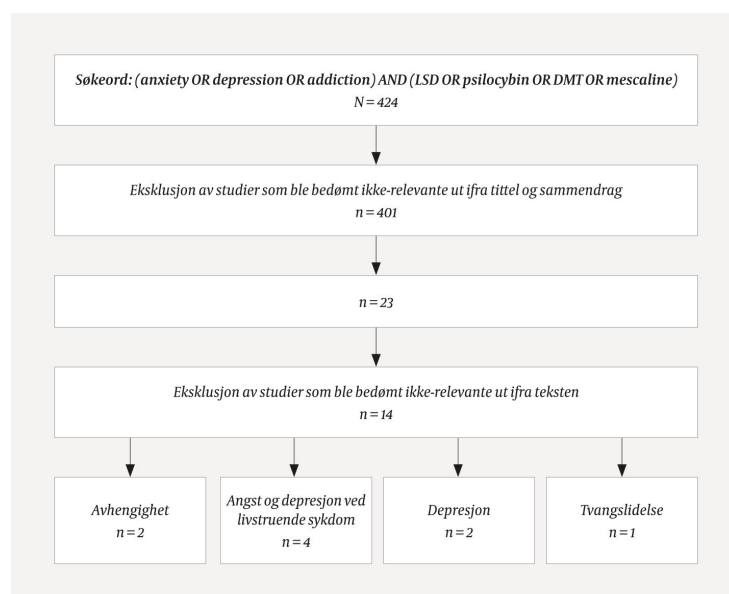 Søkeord: (anxiety OR depression OR addiction) AND (LSD OR psilocybin OR DMT OR mescaline)
N = 424
Eksklusjon av studier som ble bedømt ikke-relevante ut ifra tittel og sammendrag
n = 401
n = 23
Eksklusjon av studier som ble bedømt ikke-relevante ut ifra teksten
n = 14
Avhengighet
n = 2
Angst og depresjon ved
livstruende sykdom
n = 4
Depresjon
n = 2
Tvangslidelse
n = 1